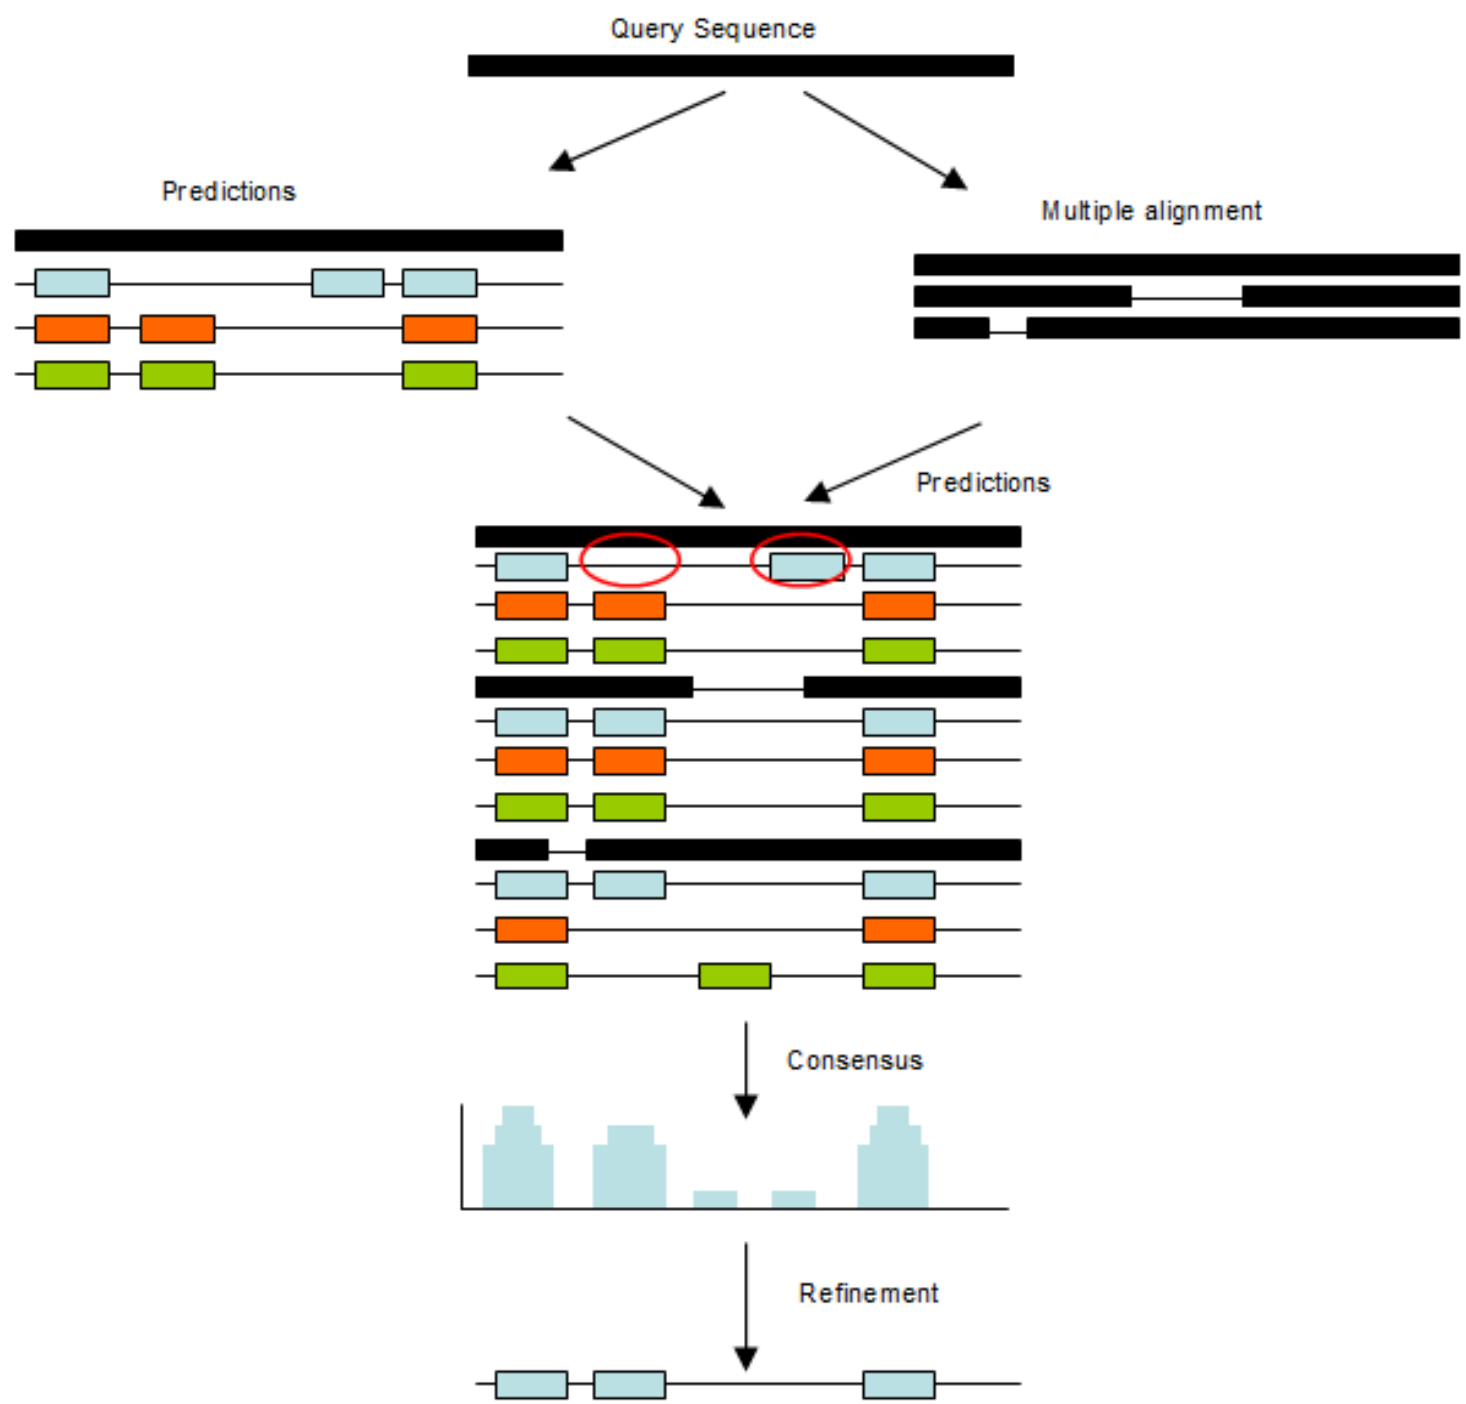 Query Sequence
Predictions
Multiple alignment
Predictions
Consensus
Refinement